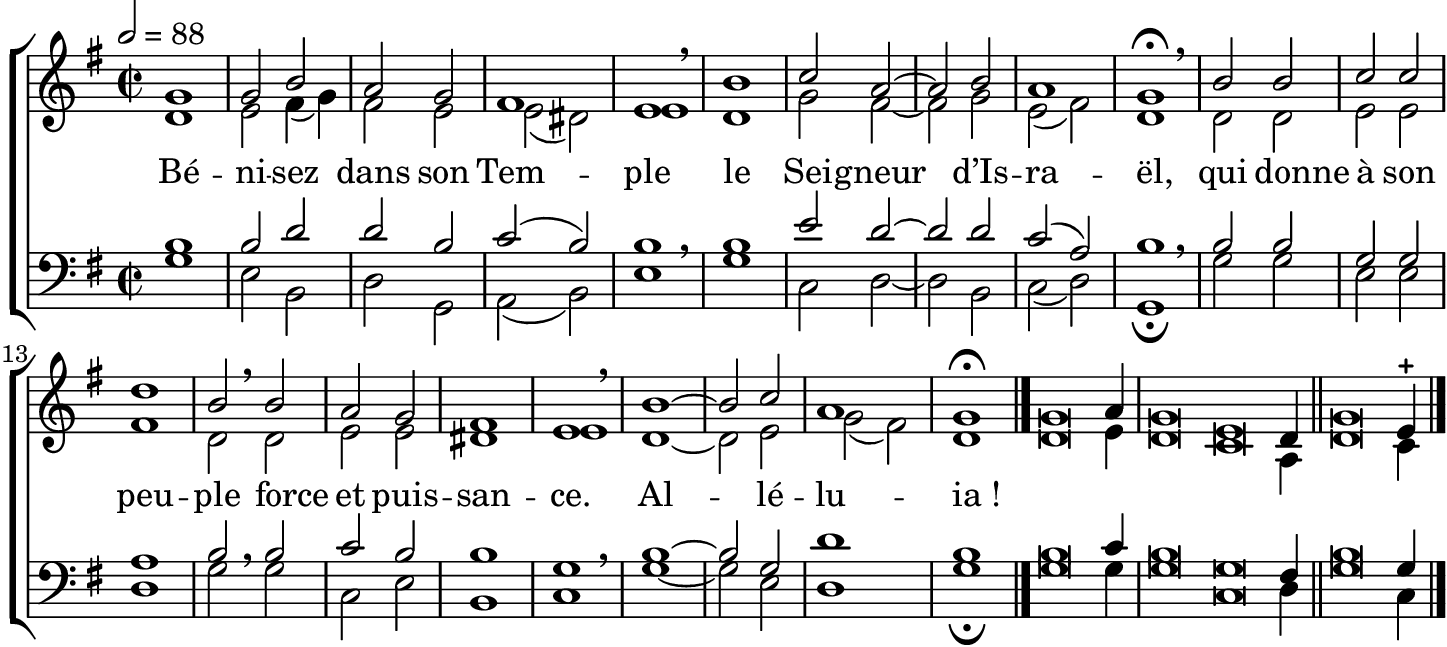 = 88
Bé - ni - sez dans son Tem - ple le Seigneur d’Is - ra - ël, qui donne à son
13
peu - ple force et puis - san - ce. Al - lé - lu - ia !